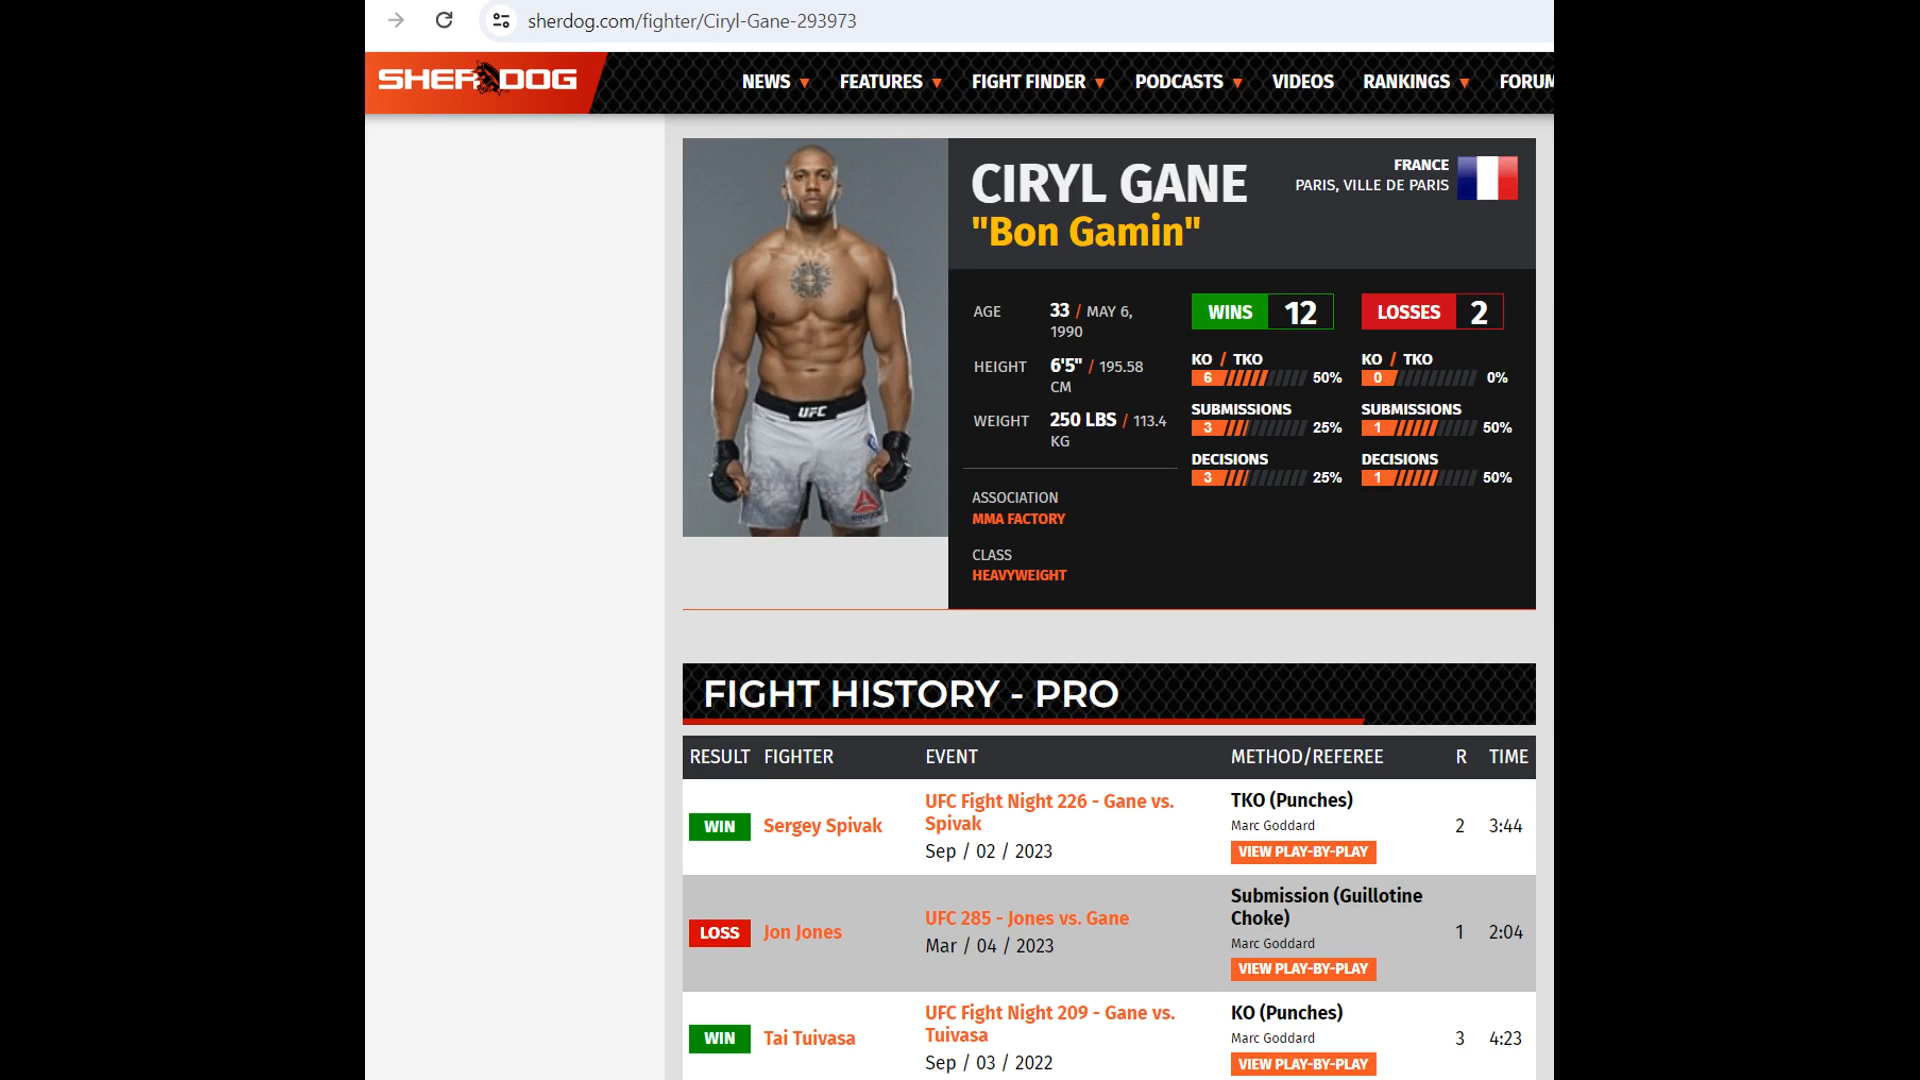 sherdog.com/fighter/Ciryl-Gane-293973
SHERDOG
NEWS FEATURES FIGHT FINDER PODCASTS VIDEOS RANKINGS FORUM
CIRYL GANE
"Bon Gamin"
FRANCE
PARIS, VILLE DE PARIS
AGE 33 / MAY 6, 1990
HEIGHT 6'5" / 195.58 CM
WEIGHT 250 LBS / 113.4 KG
ASSOCIATION
MMA FACTORY
CLASS
HEAVYWEIGHT
WINS 12
KO / TKO
6 50%
SUBMISSIONS
3 25%
DECISIONS
3 25%
LOSSES 2
KO / TKO
0 0%
SUBMISSIONS
1 50%
DECISIONS
1 50%
UFC
FIGHT HISTORY - PRO
RESULT FIGHTER EVENT METHOD/REFEREE R TIME
WIN Sergey Spivak
UFC Fight Night 226 - Gane vs.
Spivak
Sep / 02 / 2023
TKO (Punches)
Marc Goddard
VIEW PLAY-BY-PLAY
2 3:44
LOSS Jon Jones
UFC 285 - Jones vs. Gane
Mar / 04 / 2023
Submission (Guillotine
Choke)
Marc Goddard
VIEW PLAY-BY-PLAY
1 2:04
WIN Tai Tuivasa
UFC Fight Night 209 - Gane vs.
Tuivasa
Sep / 03 / 2022
KO (Punches)
Marc Goddard
VIEW PLAY-BY-PLAY
3 4:23